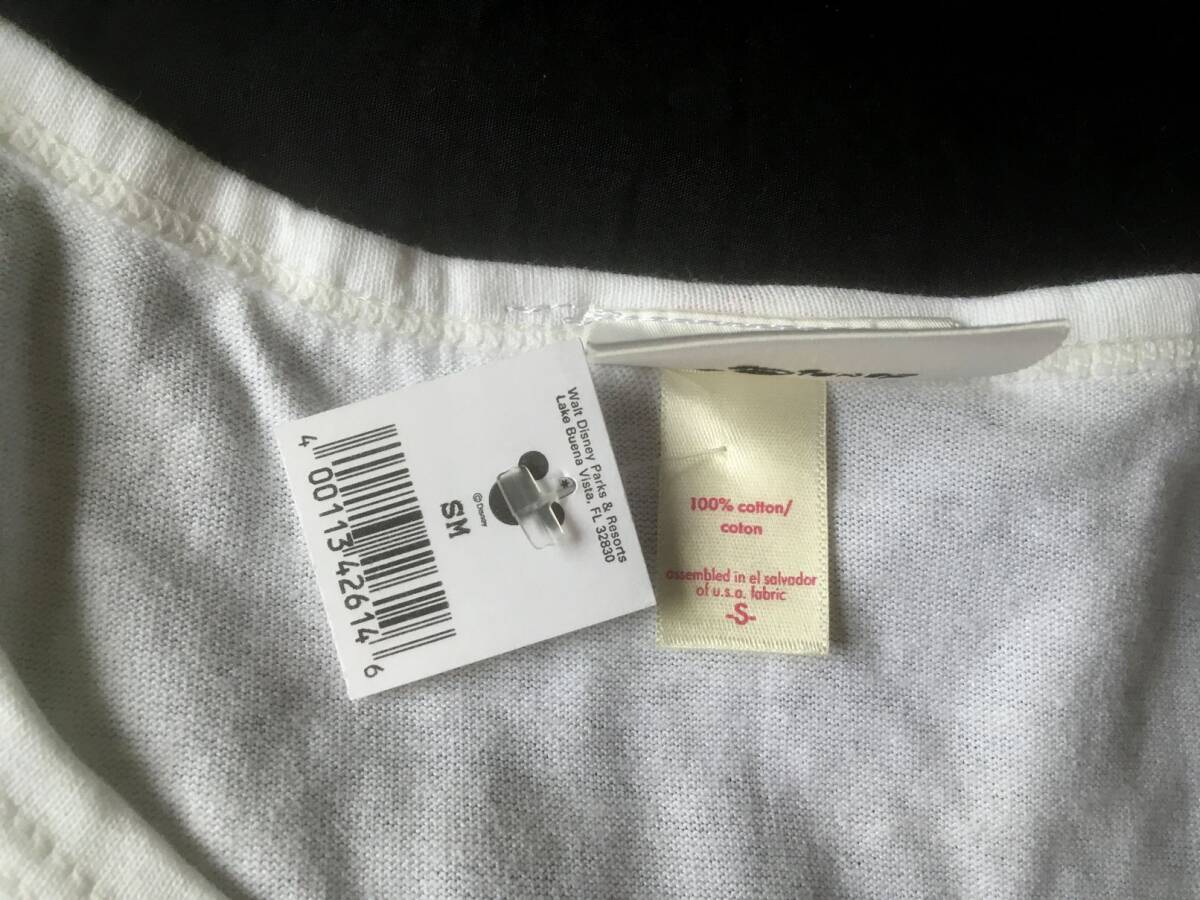 Walt Disney Parks & Resorts
Lake Buena Vista, FL 32830
©Disney
SM
4 00113 42614 6
100% cotton/
coton
assembled in el salvador
of u.s.a. fabric
-S-